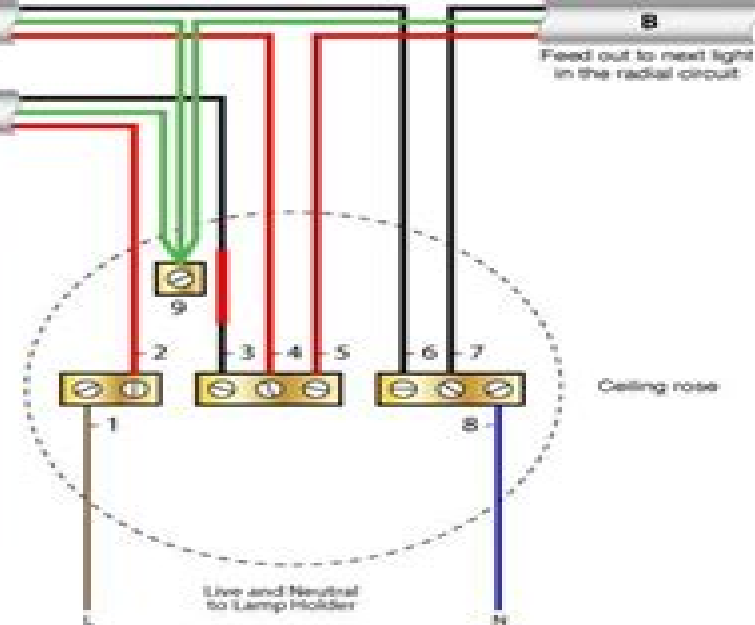 B
Feed out to next light
in the radial circuit
9
2
3
4
5
6
7
Ceiling rose
1
8
Live and Neutral
to Lamp Holder
L
N